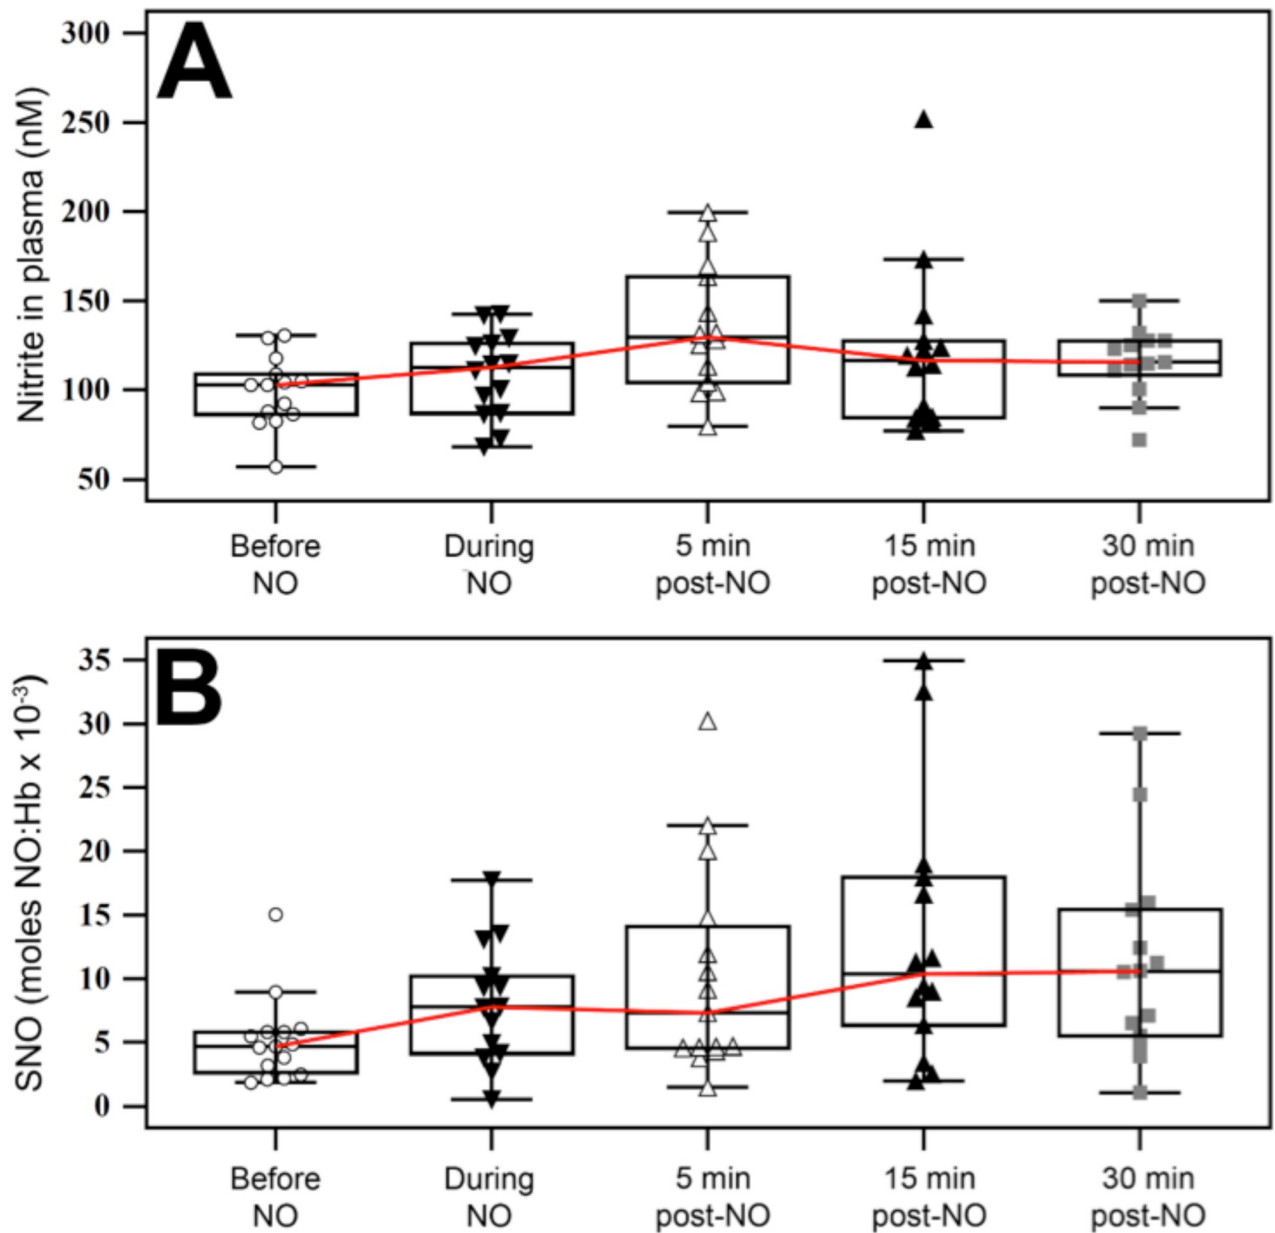 A
Nitrite in plasma (nM)
300
250
200
150
100
50
Before
NO
During
NO
5 min
post-NO
15 min
post-NO
30 min
post-NO
B
SNO (moles NO:Hb x 10⁻³)
35
30
25
20
15
10
5
0
Before
NO
During
NO
5 min
post-NO
15 min
post-NO
30 min
post-NO